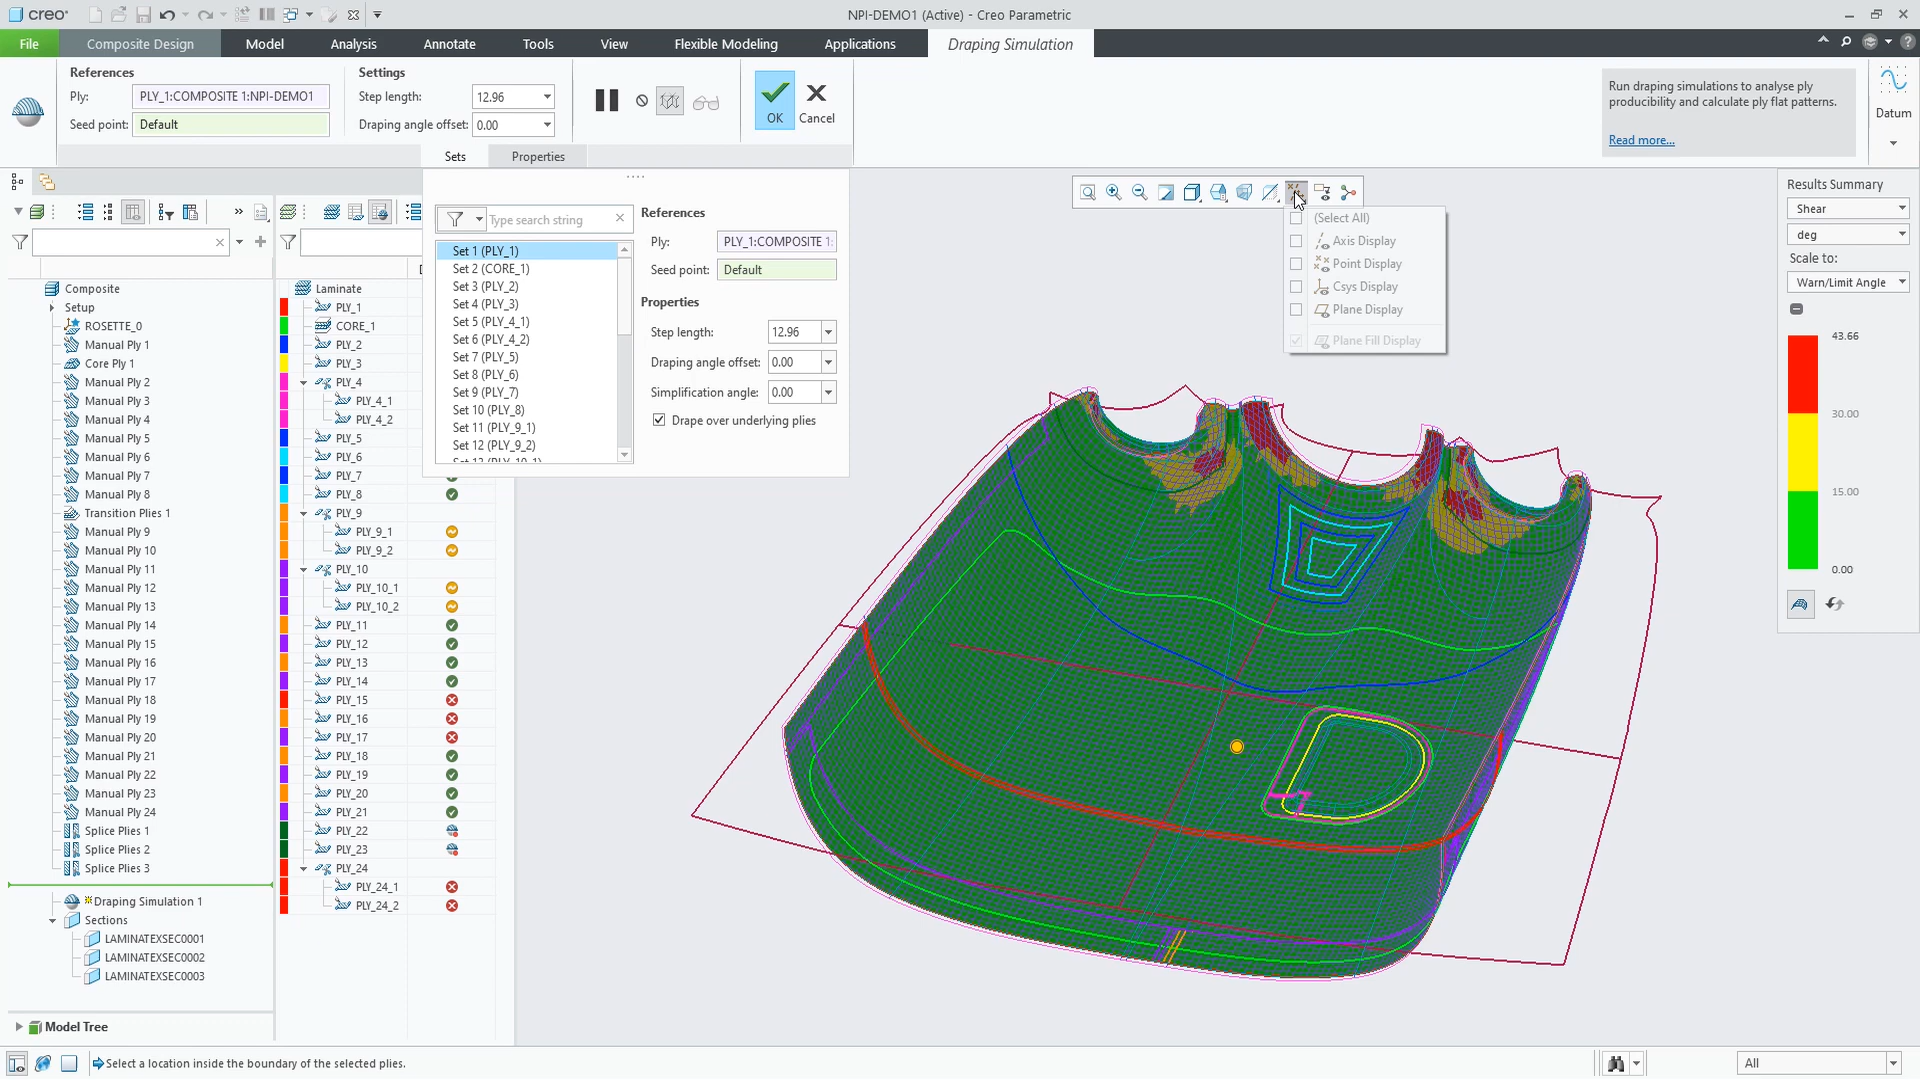 creo
NPI-DEMO1 (Active) - Creo Parametric
File
Composite Design
Model
Analysis
Annotate
Tools
View
Flexible Modeling
Applications
Draping Simulation
References
Ply:
PLY_1:COMPOSITE 1:NPI-DEMO1
Seed point:
Default
Settings
Step length:
12.96
Draping angle offset:
0.00
OK
Cancel
Run draping simulations to analyse ply
producibility and calculate ply flat patterns.
Read more...
Datum
Sets
Properties
Type search string
Set 1 (PLY_1)
Set 2 (CORE_1)
Set 3 (PLY_2)
Set 4 (PLY_3)
Set 5 (PLY_4_1)
Set 6 (PLY_4_2)
Set 7 (PLY_5)
Set 8 (PLY_6)
Set 9 (PLY_7)
Set 10 (PLY_8)
Set 11 (PLY_9_1)
Set 12 (PLY_9_2)
References
Ply:
PLY_1:COMPOSITE 1:
Seed point:
Default
Properties
Step length:
12.96
Draping angle offset:
0.00
Simplification angle:
0.00
Drape over underlying plies
(Select All)
Axis Display
Point Display
Csys Display
Plane Display
Plane Fill Display
Results Summary
Shear
deg
Scale to:
Warn/Limit Angle
43.66
30.00
15.00
0.00
Composite
Setup
ROSETTE_0
Manual Ply 1
Core Ply 1
Manual Ply 2
Manual Ply 3
Manual Ply 4
Manual Ply 5
Manual Ply 6
Manual Ply 7
Manual Ply 8
Transition Plies 1
Manual Ply 9
Manual Ply 10
Manual Ply 11
Manual Ply 12
Manual Ply 13
Manual Ply 14
Manual Ply 15
Manual Ply 16
Manual Ply 17
Manual Ply 18
Manual Ply 19
Manual Ply 20
Manual Ply 21
Manual Ply 22
Manual Ply 23
Manual Ply 24
Splice Plies 1
Splice Plies 2
Splice Plies 3
Draping Simulation 1
Sections
LAMINATEXSEC0001
LAMINATEXSEC0002
LAMINATEXSEC0003
Model Tree
Laminate
PLY_1
CORE_1
PLY_2
PLY_3
PLY_4
PLY_4_1
PLY_4_2
PLY_5
PLY_6
PLY_7
PLY_8
PLY_9
PLY_9_1
PLY_9_2
PLY_10
PLY_10_1
PLY_10_2
PLY_11
PLY_12
PLY_13
PLY_14
PLY_15
PLY_16
PLY_17
PLY_18
PLY_19
PLY_20
PLY_21
PLY_22
PLY_23
PLY_24
PLY_24_1
PLY_24_2
Select a location inside the boundary of the selected plies.
All